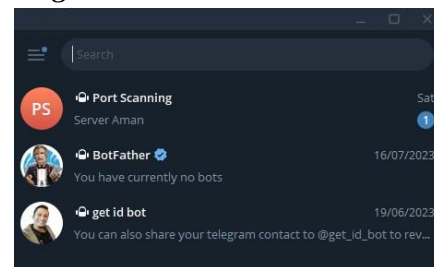 Search
PS
Port Scanning
Sat
Server Aman
1
BotFather
16/07/2023
You have currently no bots
get id bot
19/06/2023
You can also share your telegram contact to @get_id_bot to rev...